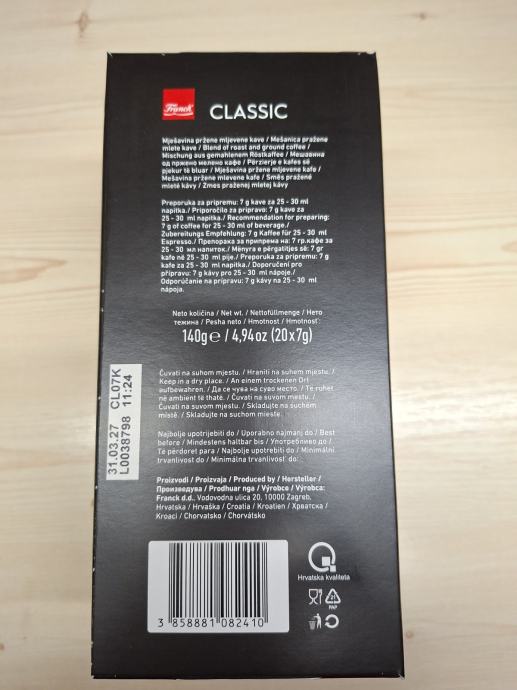 Franck
CLASSIC
Mješavina pržene mljevene kave / Mešanica pražene
mlete kave / Blend of roast and ground coffee /
Mischung aus gemahlenem Röstkaffee / Мешавина
од пржено мелено кафе / Përzierje e kafes së
pjekur të bluar / Mješavina pržene mljevene kafe /
Mešavina pržene mlevene kafe / Směs pražené
mleté kávy / Zmes praženej mletej kávy
Preporuka za pripremu: 7 g kave za 25 - 30 ml
napitka./ Priporočilo za pripravo: 7 g kave za
25 - 30 ml napitka./ Recommendation for preparing:
7 g of coffee for 25 - 30 ml of beverage./
Zubereitungs Empfehlung: 7 g Kaffee für 25 - 30 ml
Espresso./ Препорака за припрема на: 7 гр.кафе за
25 - 30 мл напиток./ Mënyra e përgatitjes së: 7 gr
kafe në 25 - 30 ml pije./ Preporuka za pripremu: 7 g
kafe za 25 - 30 ml napitka./ Doporučení pro
přípravu: 7 g kávy pro 25 - 30 ml nápoje./
Odporúčanie na prípravu: 7 g kávy na 25 - 30 ml
nápoja.
Neto količina / Net wt. / Nettofüllmenge / Нето
тежина / Pesha neto / Hmotnost / Hmotnosť:
140g℮ / 4,94oz (20x7g)
Čuvati na suhom mjestu. / Hraniti na suhem mestu. /
Keep in a dry place. / An einem trockenen Ort
aufbewahren. / Да се чува на суво место. / Të ruhet
në ambient të thatë. / Čuvati na suvom mjestu. /
Čuvati na suvom mestu. / Skladujte na suchém
místě. / Skladujte na suchom mieste.
31.03.27 CL07K
L0038798 11:24
Najbolje upotrijebiti do / Uporabno najmanj do / Best
before / Mindestens haltbar bis / Употребливо до /
Të përdoret para / Najbolje upotrebiti do / Minimální
trvanlivost do / Minimálna trvanlivosť do:
Proizvodi / Proizvaja / Produced by / Hersteller /
Произведува / Prodhuar nga / Výrobce / Výrobca:
Franck d.d., Vodovodna ulica 20, 10000 Zagreb,
Hrvatska / Hrvaška / Croatia / Kroatien / Хрватска /
Kroaci / Chorvatsko / Chorvátsko
3 858881 082410
Hrvatska kvaliteta
21
PAP